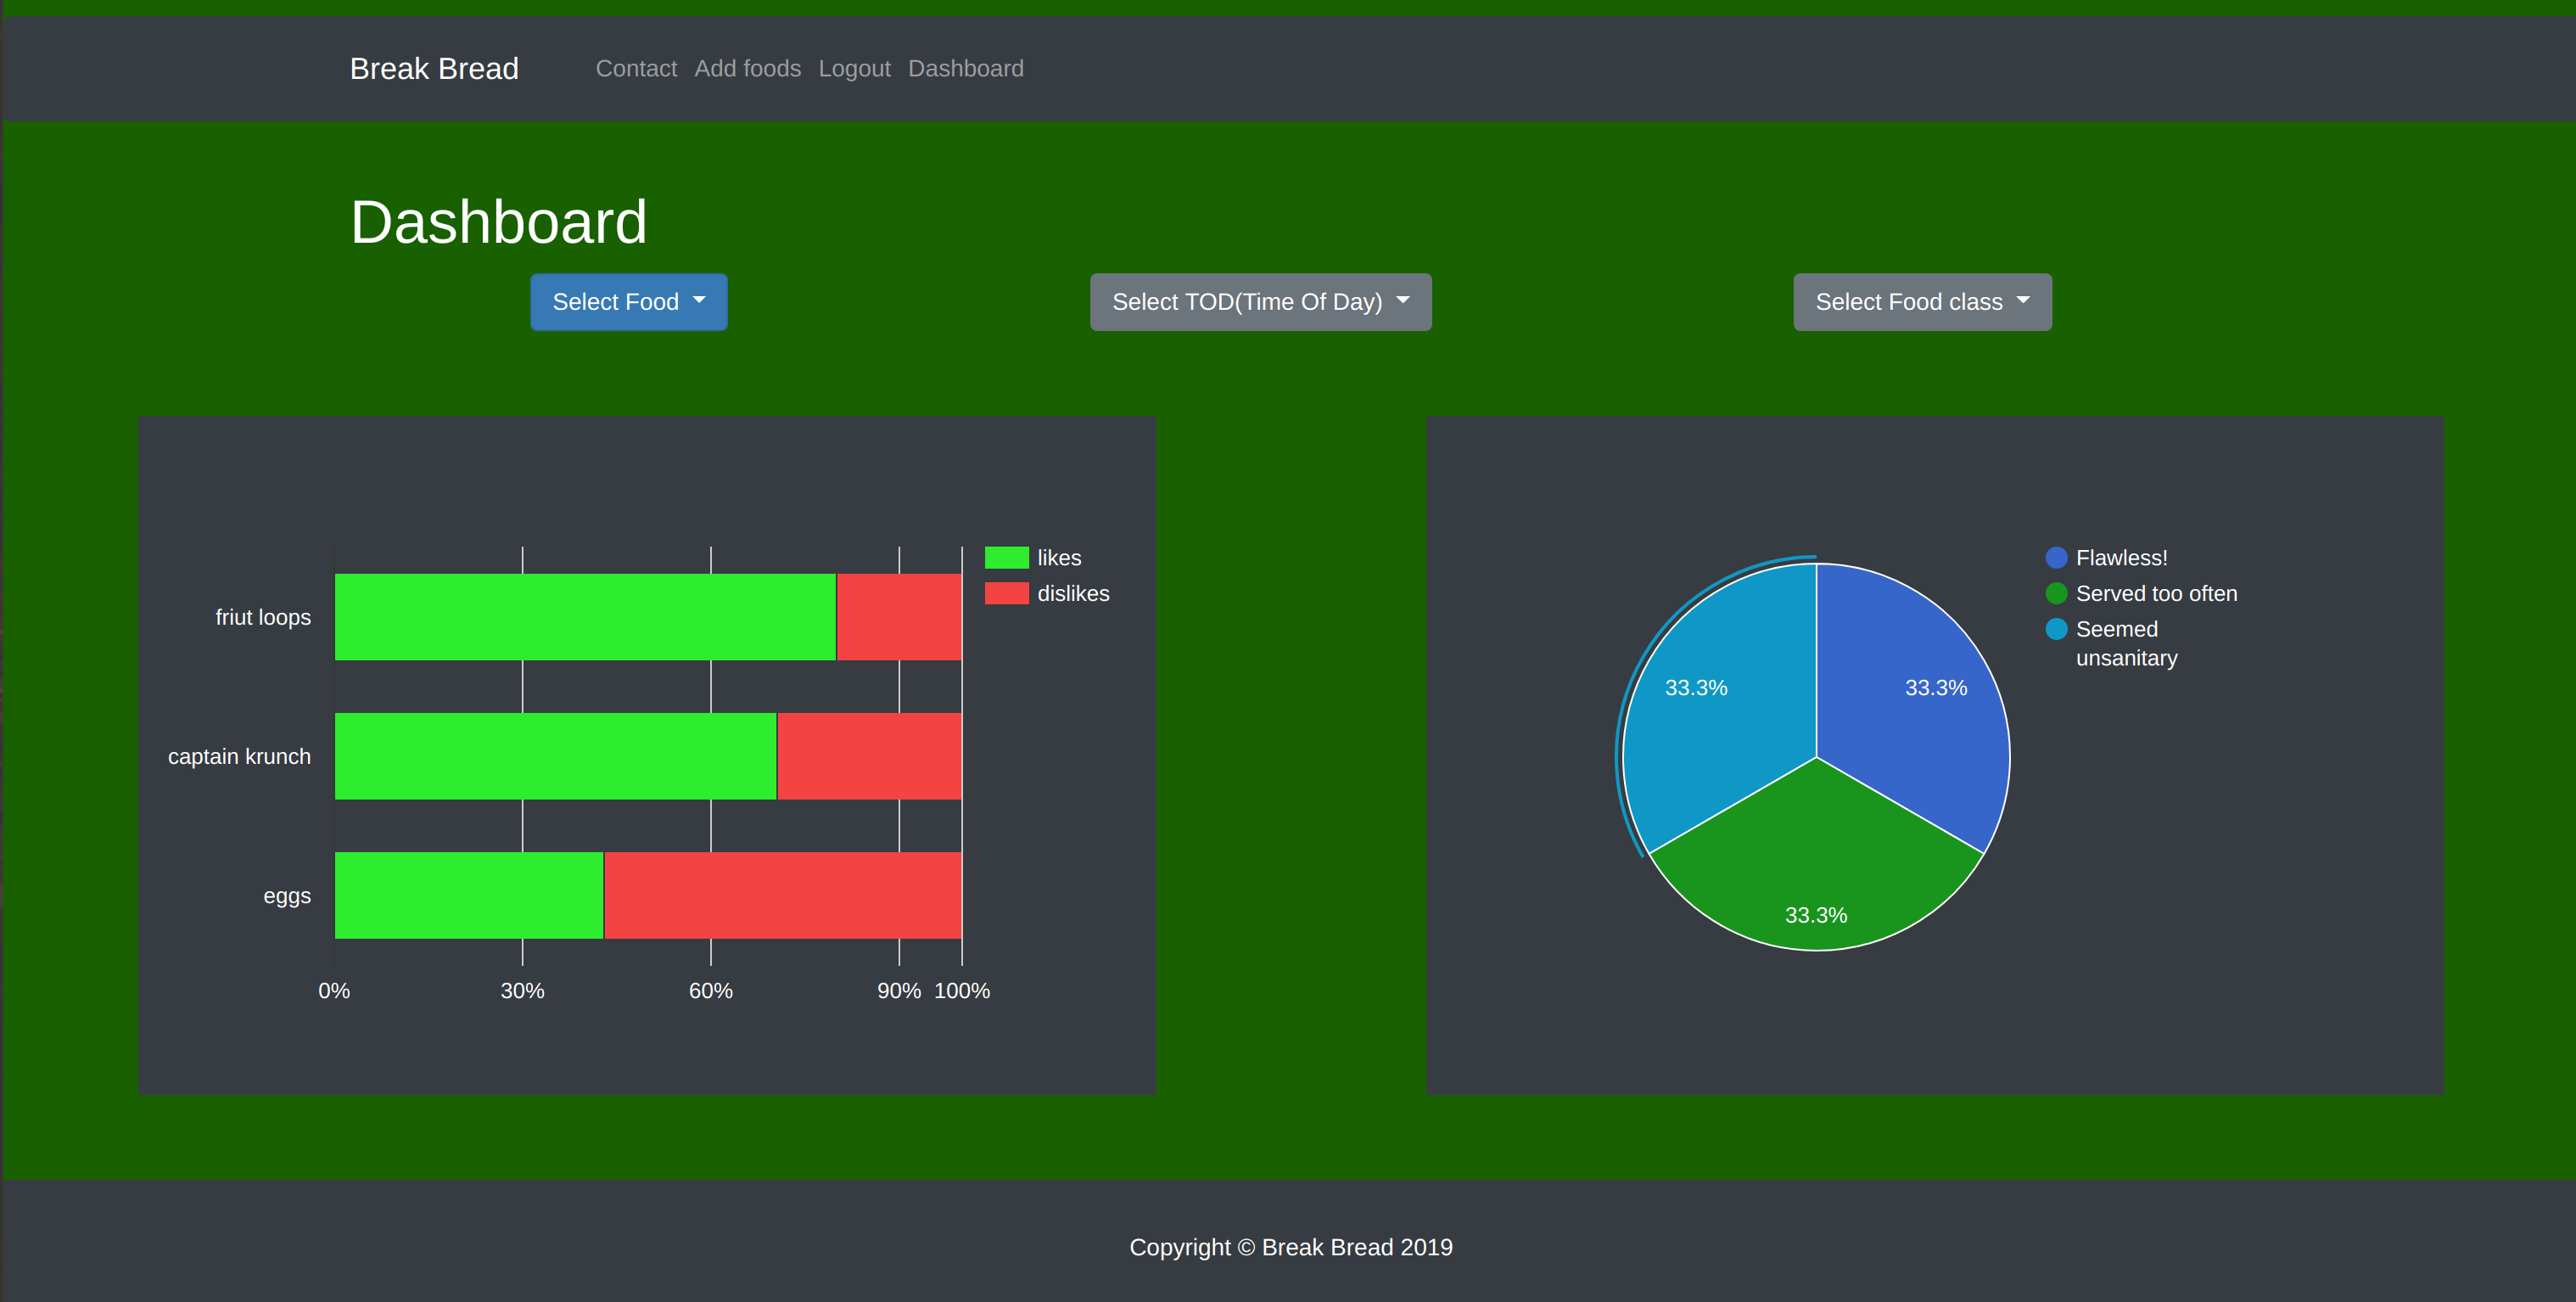 Break Bread
Contact Add foods Logout Dashboard
Dashboard
Select Food
Select TOD(Time Of Day)
Select Food class
friut loops
captain krunch
eggs
0% 30% 60% 90% 100%
likes
dislikes
33.3% 33.3%
33.3%
Flawless!
Served too often
Seemed
unsanitary
Copyright © Break Bread 2019